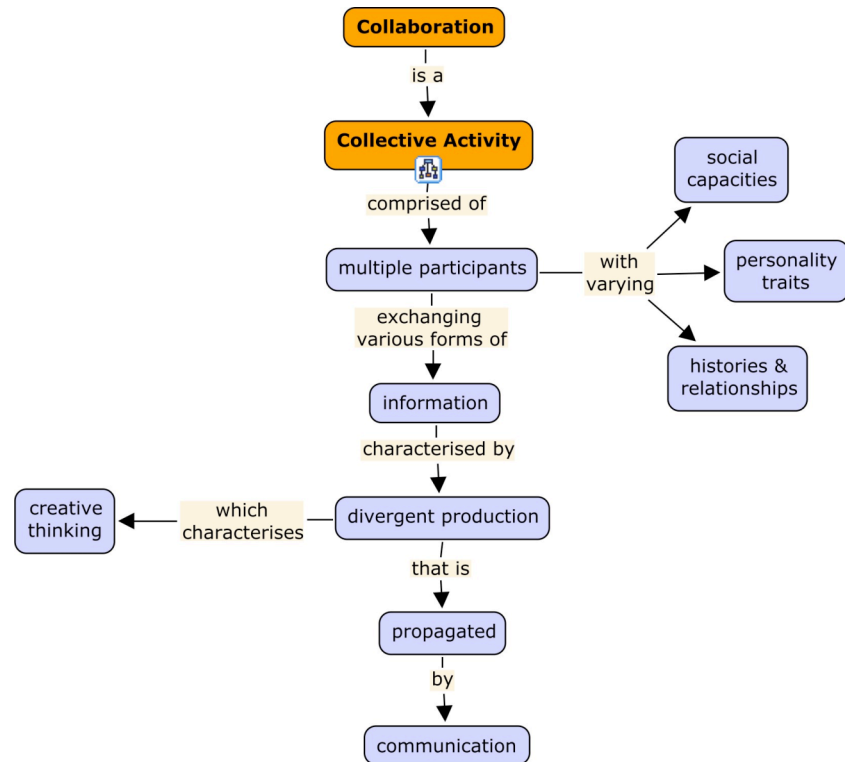 Collaboration
is a
Collective Activity
comprised of
social
capacities
multiple participants
with
varying
personality
traits
histories &
relationships
exchanging
various forms of
information
characterised by
divergent production
which
characterises
creative
thinking
that is
propagated
by
communication